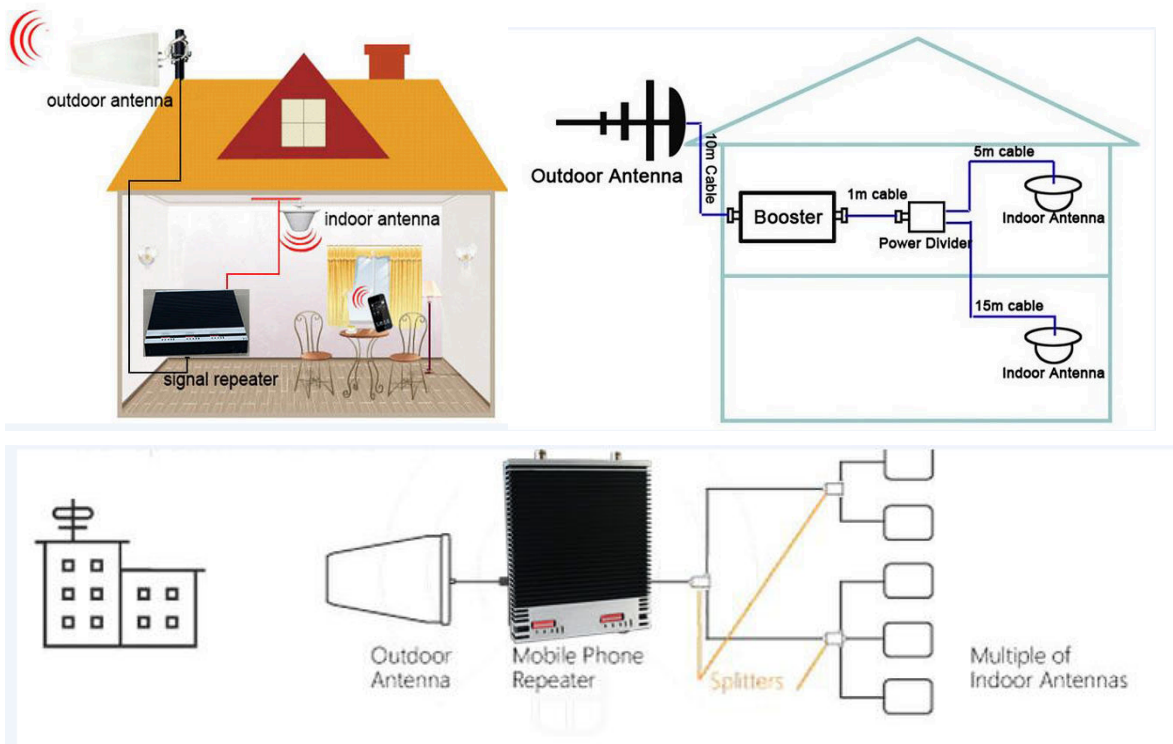 outdoor antenna
indoor antenna
signal repeater
Outdoor Antenna
10m Cable
Booster
1m cable
Power Divider
5m cable
Indoor Antenna
15m cable
Indoor Antenna
Outdoor
Antenna
Mobile Phone
Repeater
Splitters
Multiple of
Indoor Antennas